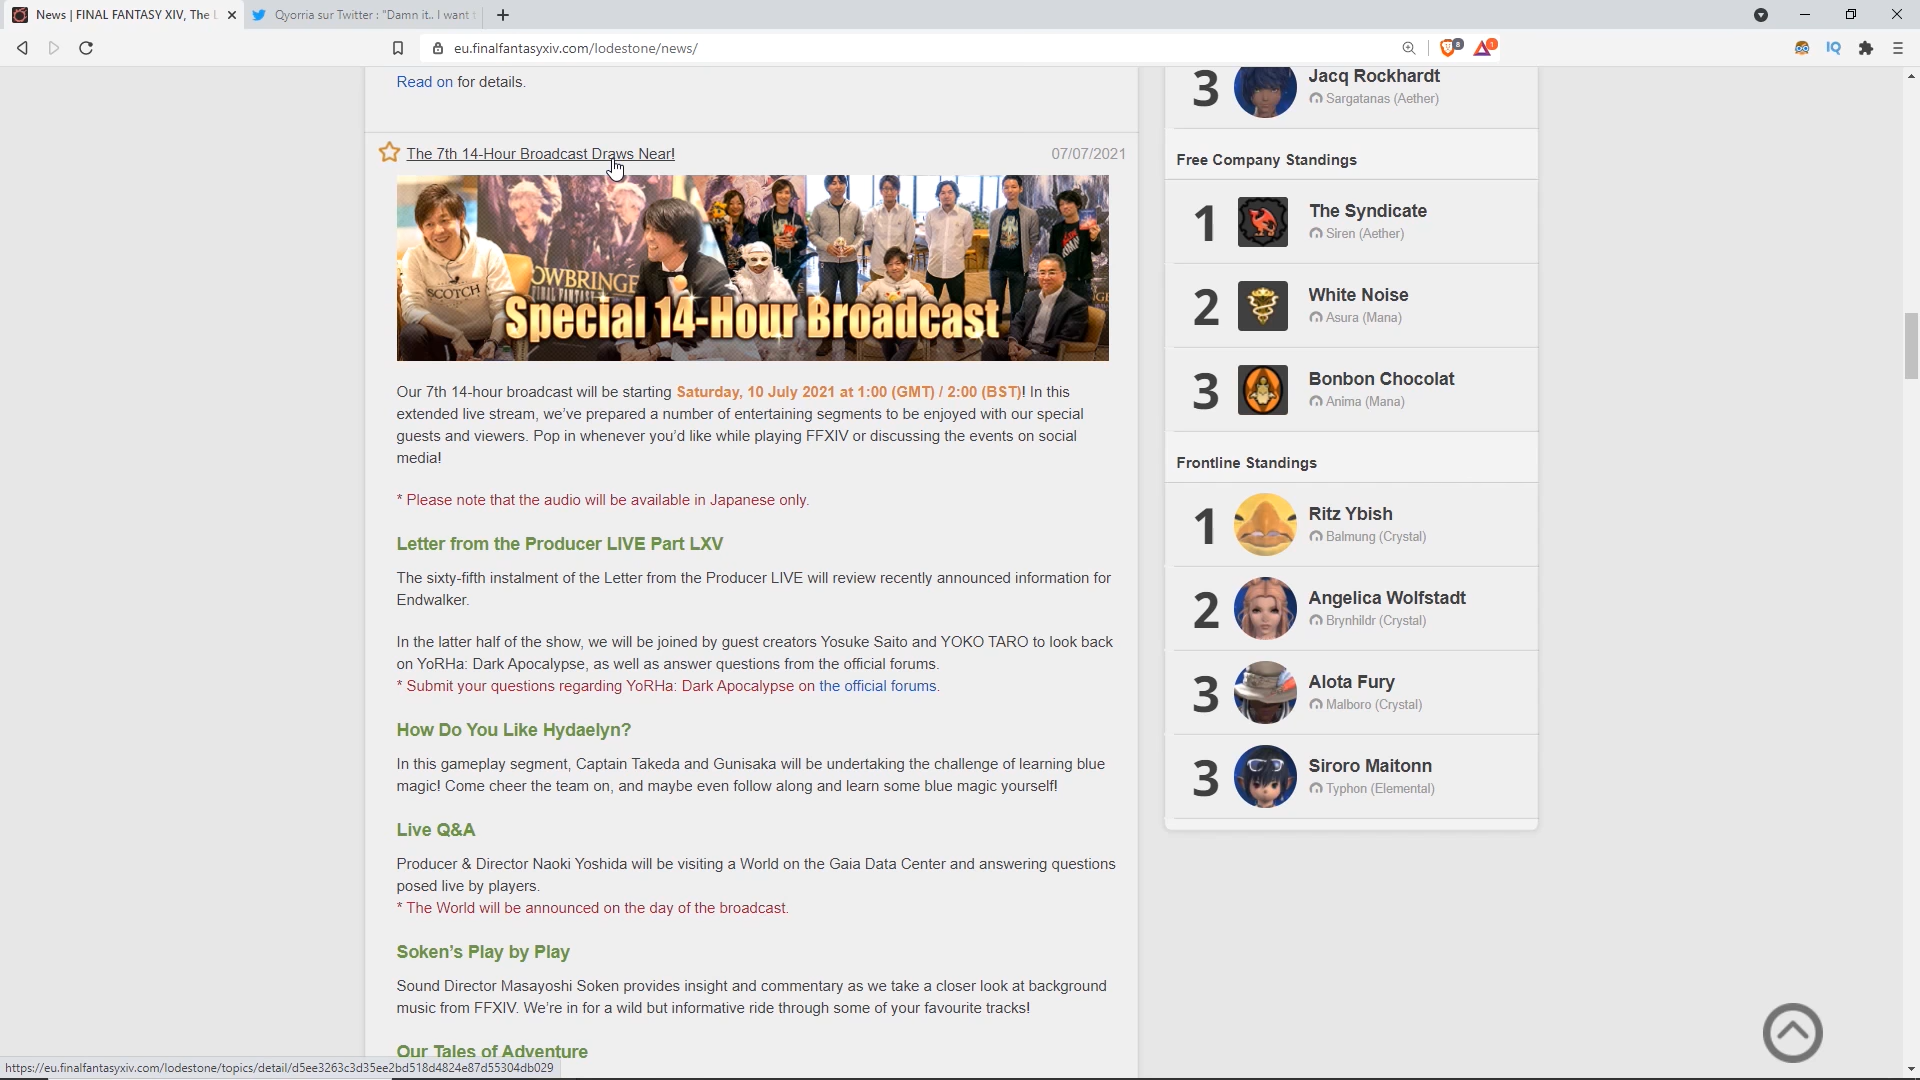 News | FINAL FANTASY XIV, The L
Qyorria sur Twitter : "Damn it.. I want
eu.finalfantasyxiv.com/lodestone/news/
8
1
IQ
Read on for details.
The 7th 14-Hour Broadcast Draws Near!
07/07/2021
SCOTCH
OWBRINGE
FINAL FANTASY
Special 14-Hour Broadcast
Our 7th 14-hour broadcast will be starting Saturday, 10 July 2021 at 1:00 (GMT) / 2:00 (BST)! In this
extended live stream, we've prepared a number of entertaining segments to be enjoyed with our special
guests and viewers. Pop in whenever you'd like while playing FFXIV or discussing the events on social
media!
* Please note that the audio will be available in Japanese only.
Letter from the Producer LIVE Part LXV
The sixty-fifth instalment of the Letter from the Producer LIVE will review recently announced information for
Endwalker.
In the latter half of the show, we will be joined by guest creators Yosuke Saito and YOKO TARO to look back
on YoRHa: Dark Apocalypse, as well as answer questions from the official forums.
* Submit your questions regarding YoRHa: Dark Apocalypse on the official forums.
How Do You Like Hydaelyn?
In this gameplay segment, Captain Takeda and Gunisaka will be undertaking the challenge of learning blue
magic! Come cheer the team on, and maybe even follow along and learn some blue magic yourself!
Live Q&A
Producer & Director Naoki Yoshida will be visiting a World on the Gaia Data Center and answering questions
posed live by players.
* The World will be announced on the day of the broadcast.
Soken's Play by Play
Sound Director Masayoshi Soken provides insight and commentary as we take a closer look at background
music from FFXIV. We're in for a wild but informative ride through some of your favourite tracks!
Our Tales of Adventure
3
Jacq Rockhardt
Sargatanas (Aether)
Free Company Standings
1
The Syndicate
Siren (Aether)
2
White Noise
Asura (Mana)
3
Bonbon Chocolat
Anima (Mana)
Frontline Standings
1
Ritz Ybish
Balmung (Crystal)
2
Angelica Wolfstadt
Brynhildr (Crystal)
3
Alota Fury
Malboro (Crystal)
3
Siroro Maitonn
Typhon (Elemental)
https://eu.finalfantasyxiv.com/lodestone/topics/detail/d5ee3263c3d35ee2bd518d4824e87d55304db029